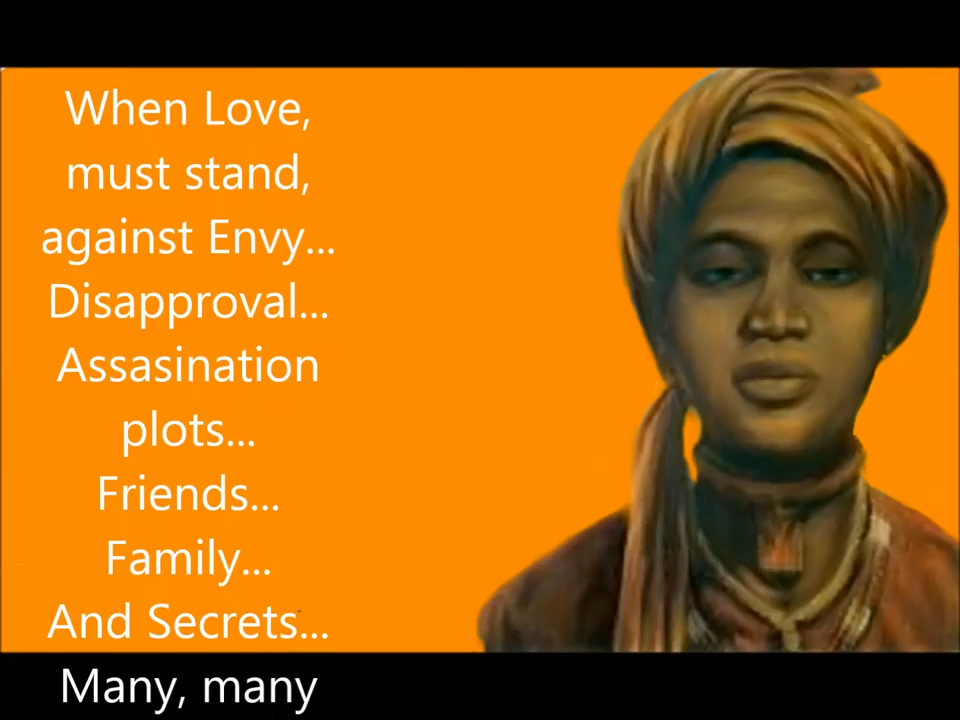 When Love,
must stand,
against Envy...
Disapproval...
Assasination
plots...
Friends...
Family...
And Secrets...
Many, many